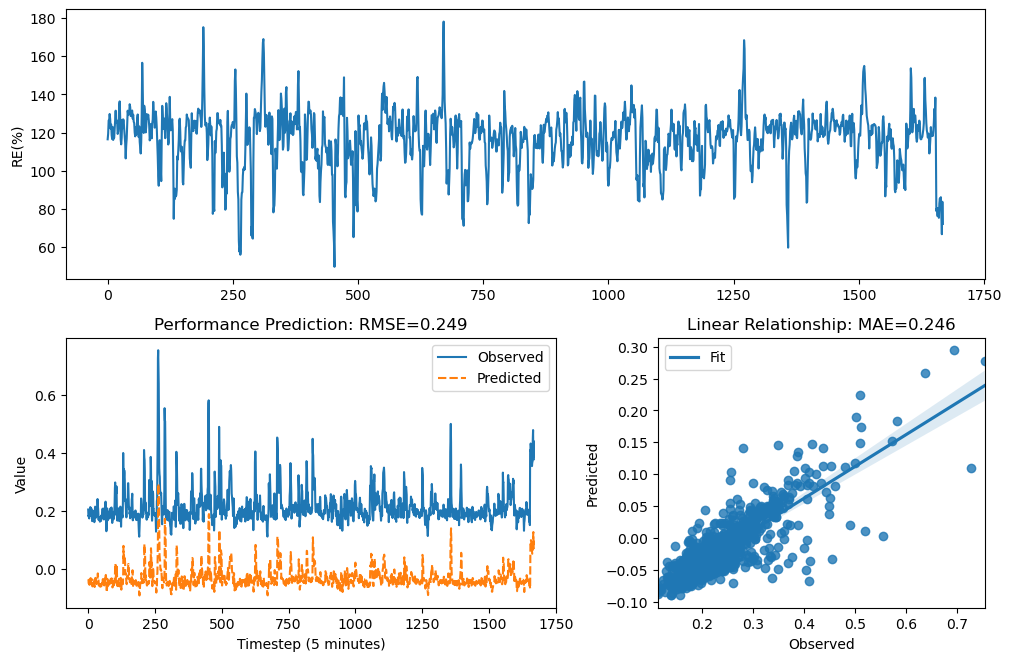 RE(%)
180
160
140
120
100
80
60
0 250 500 750 1000 1250 1500 1750
Performance Prediction: RMSE=0.249
Value
0.6
0.4
0.2
0.0
Observed
Predicted
0 250 500 750 1000 1250 1500 1750
Timestep (5 minutes)
Linear Relationship: MAE=0.246
Predicted
0.30
0.25
0.20
0.15
0.10
0.05
0.00
−0.05
−0.10
Fit
0.2 0.3 0.4 0.5 0.6 0.7
Observed